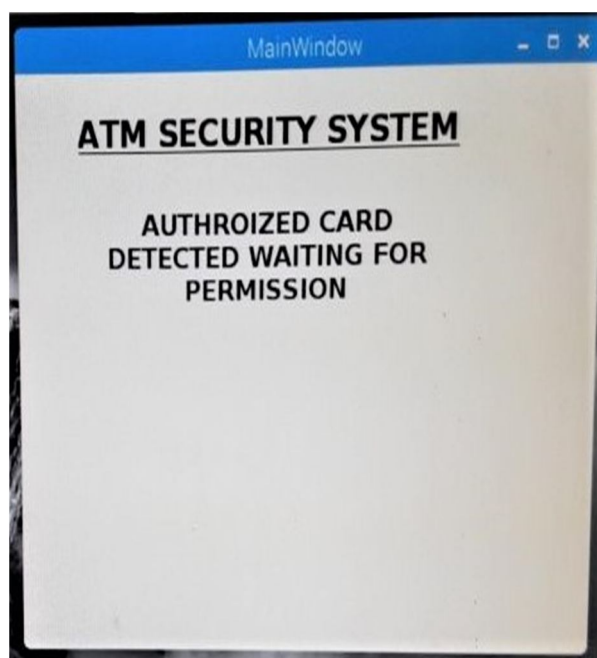 MainWindow
ATM SECURITY SYSTEM
AUTHROIZED CARD
DETECTED WAITING FOR
PERMISSION